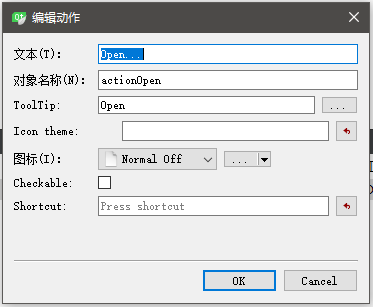 编辑动作
文本(T): Open...
对象名称(N): actionOpen
ToolTip: Open ...
Icon theme:
图标(I): Normal Off ...
Checkable:
Shortcut: Press shortcut
OK Cancel